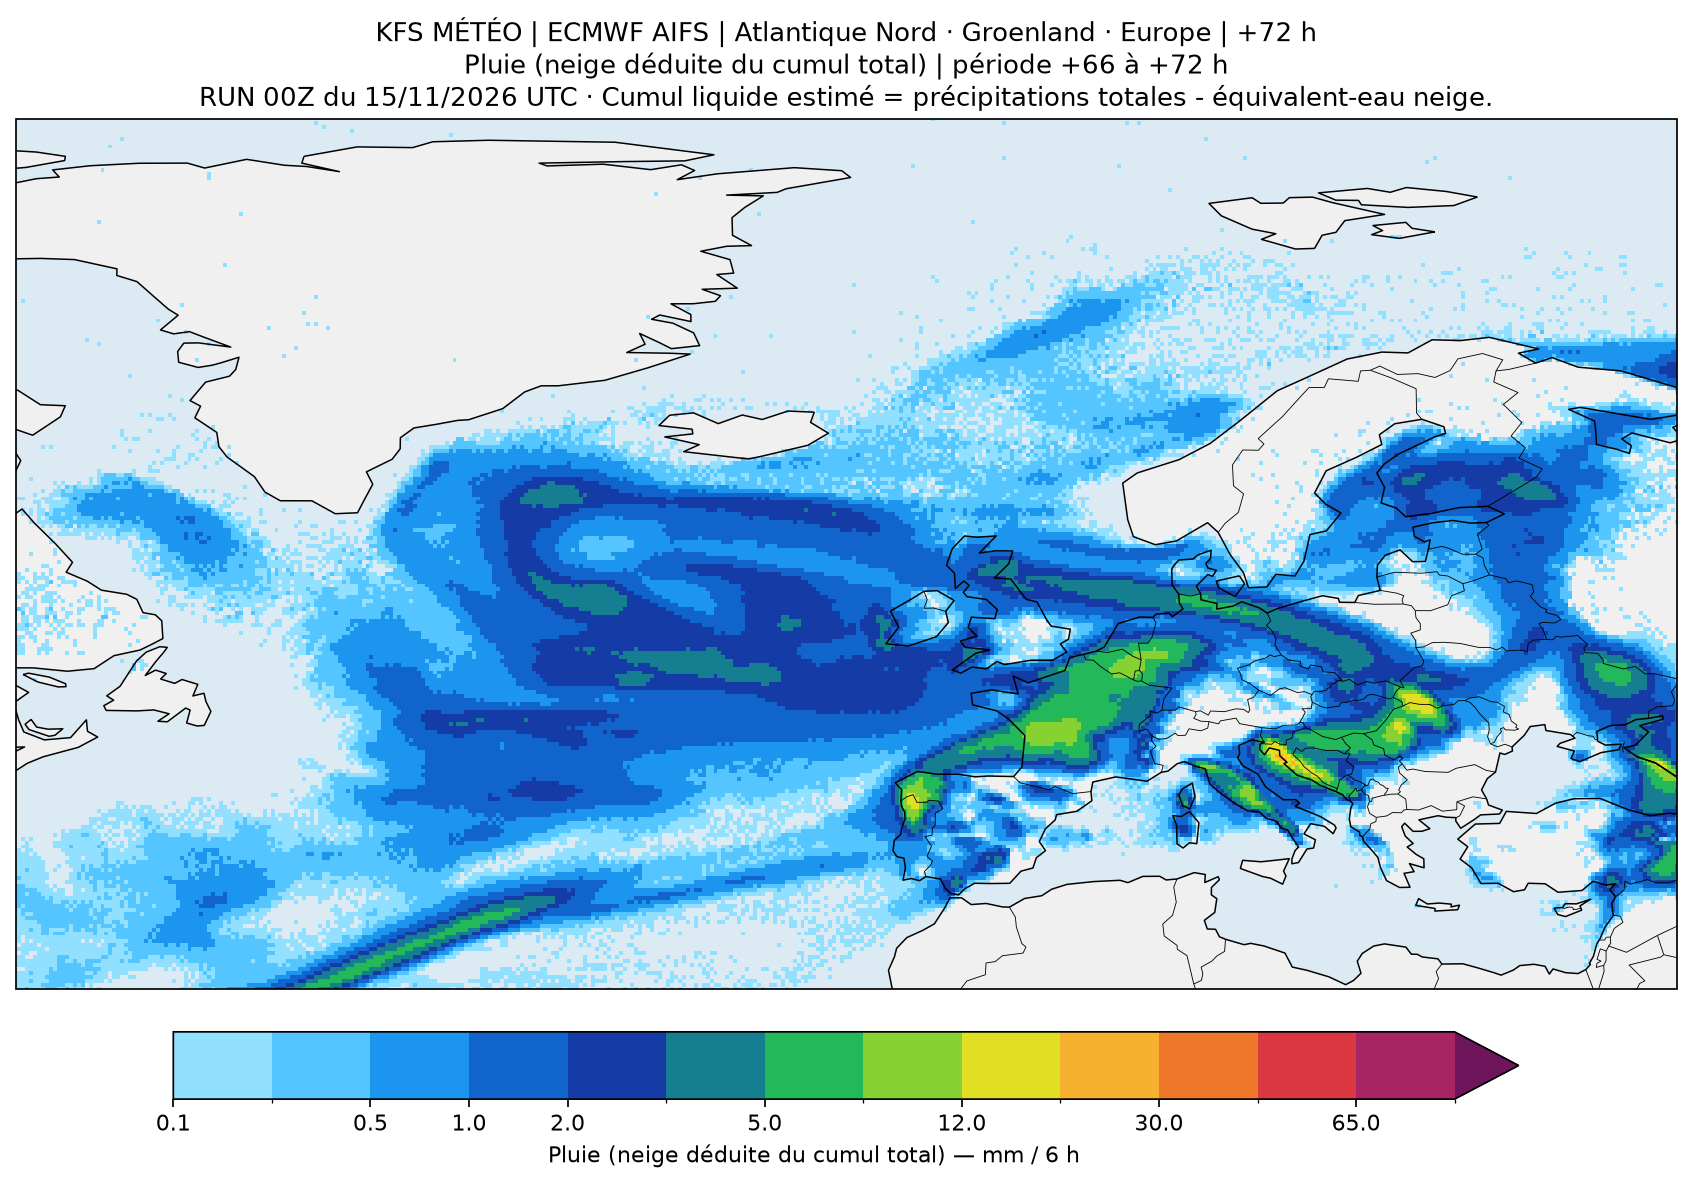 KFS MÉTÉO | ECMWF AIFS | Atlantique Nord · Groenland · Europe | +72 h
Pluie (neige déduite du cumul total) | période +66 à +72 h
RUN 00Z du 15/11/2026 UTC · Cumul liquide estimé = précipitations totales - équivalent-eau neige.
0.1 0.5 1.0 2.0 5.0 12.0 30.0 65.0
Pluie (neige déduite du cumul total) — mm / 6 h